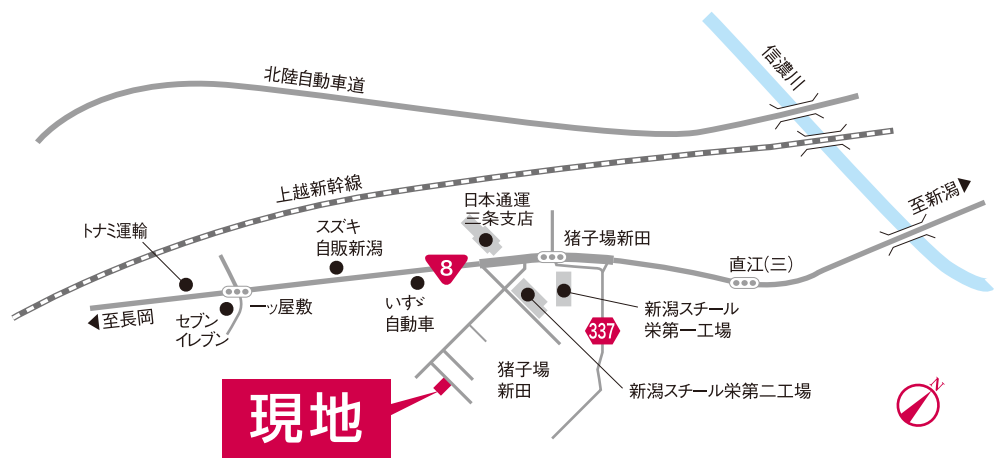 信濃川
北陸自動車道
上越新幹線
至新潟
日本通運
三条支店
トナミ運輸
スズキ
自販新潟
猪子場新田
8
直江(三)
一ッ屋敷
いすゞ
自動車
新潟スチール
栄第一工場
至長岡
セブン
イレブン
337
猪子場
新田
新潟スチール栄第二工場
現地
N